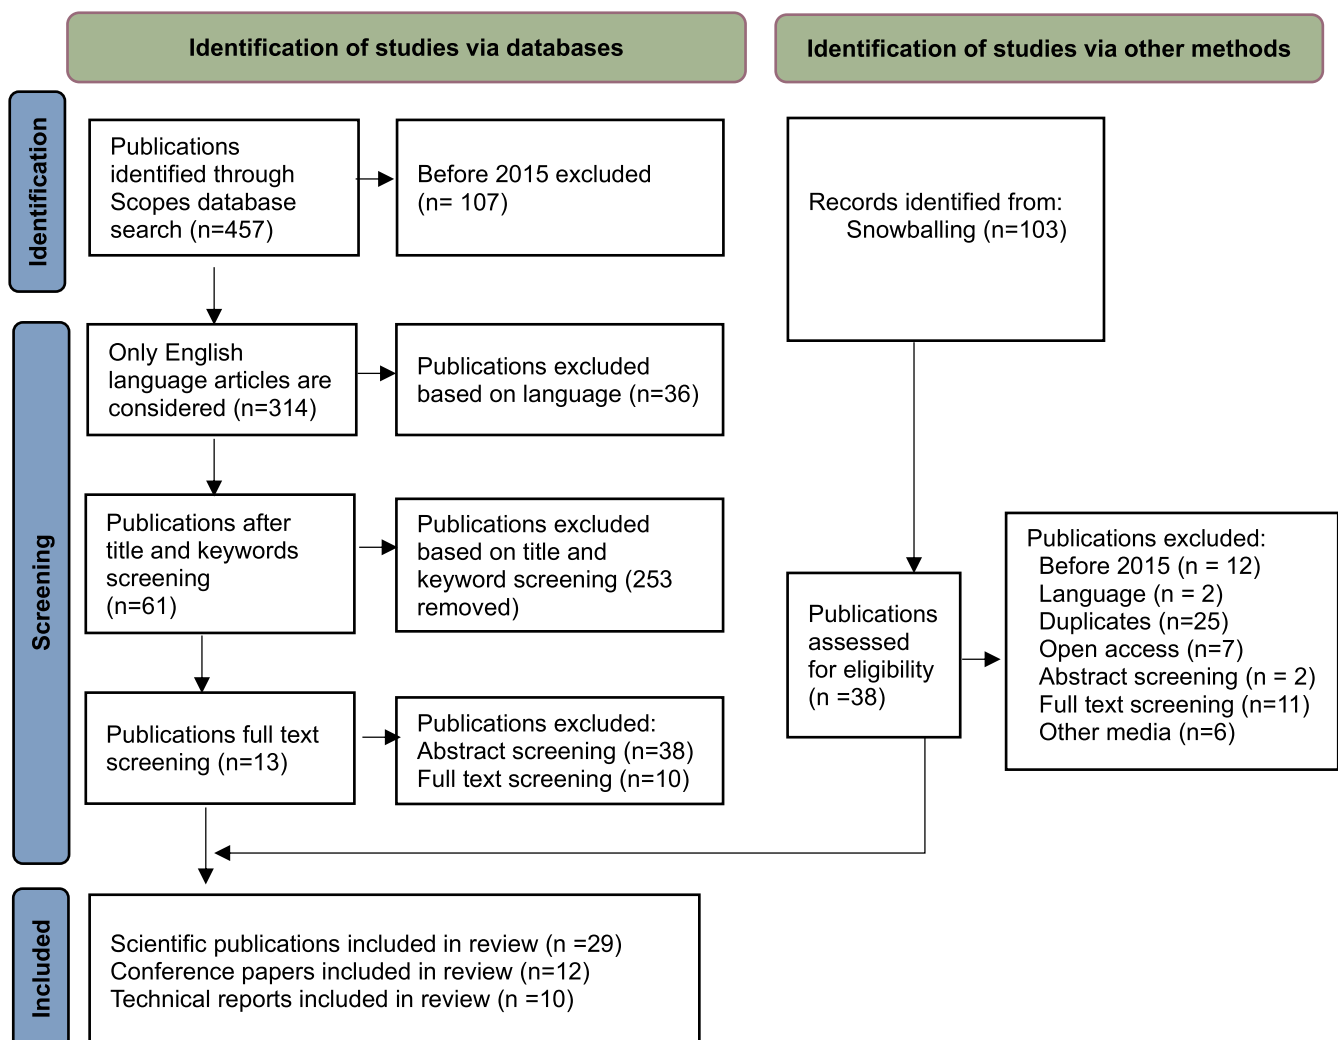 Identification of studies via databases
Identification of studies via other methods
Identification
Publications
identified through
Scopes database
search (n=457)
Before 2015 excluded
(n= 107)
Records identified from:
Snowballing (n=103)
Screening
Only English
language articles are
considered (n=314)
Publications excluded
based on language (n=36)
Publications after
title and keywords
screening
(n=61)
Publications excluded
based on title and
keyword screening (253
removed)
Publications
assessed
for eligibility
(n =38)
Publications excluded:
Before 2015 (n = 12)
Language (n = 2)
Duplicates (n=25)
Open access (n=7)
Abstract screening (n = 2)
Full text screening (n=11)
Other media (n=6)
Publications full text
screening (n=13)
Publications excluded:
Abstract screening (n=38)
Full text screening (n=10)
Included
Scientific publications included in review (n =29)
Conference papers included in review (n=12)
Technical reports included in review (n =10)